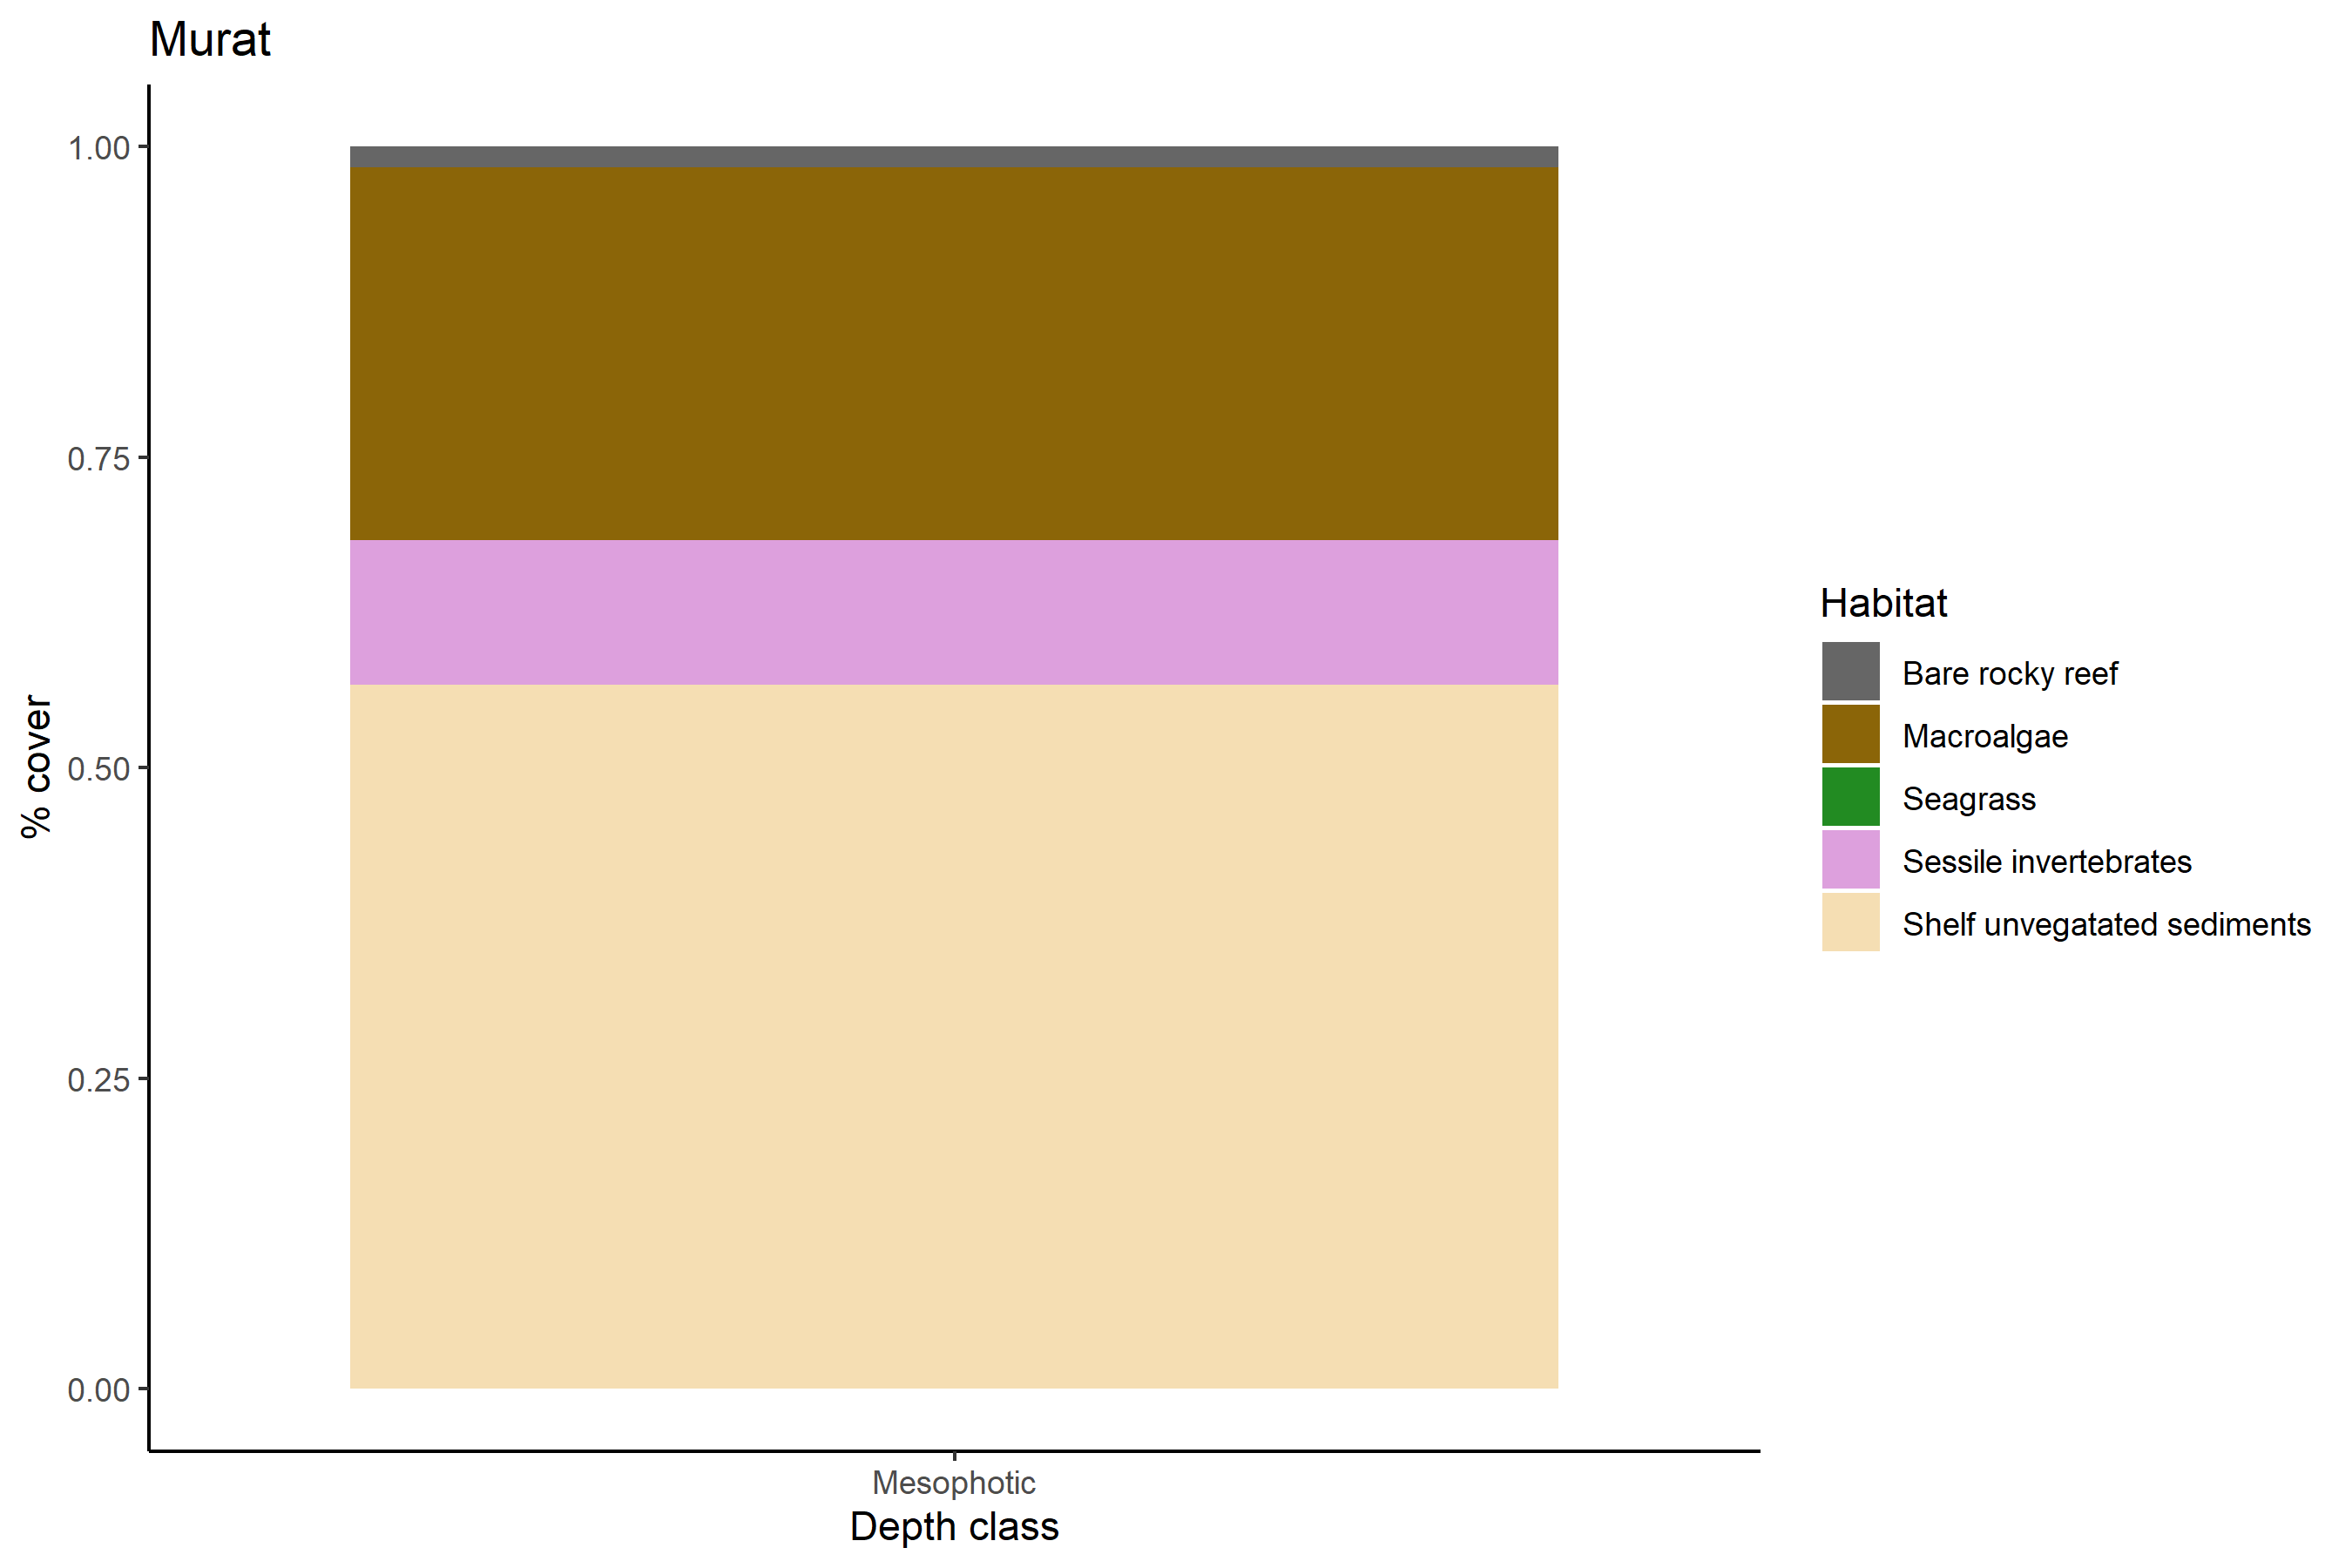 Murat
1.00
0.75
0.50
0.25
0.00
% cover
Mesophotic
Depth class
Habitat
Bare rocky reef
Macroalgae
Seagrass
Sessile invertebrates
Shelf unvegatated sediments